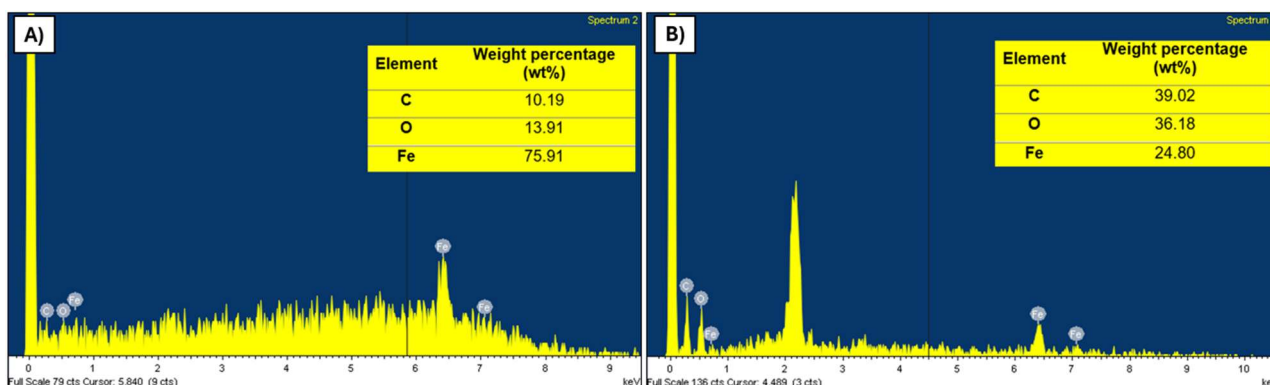 A)
Spectrum 2
Element Weight percentage (wt%)
C 10.19
O 13.91
Fe 75.91
Fe
C O Fe
Fe
0 1 2 3 4 5 6 7 8 9
Full Scale 79 cts Cursor: 5.840 (9 cts) keV
B)
Spectrum
Element Weight percentage (wt%)
C 39.02
O 36.18
Fe 24.80
C
O
Fe
Fe
Fe
0 1 2 3 4 5 6 7 8 9 10
Full Scale 136 cts Cursor: 4.489 (3 cts)